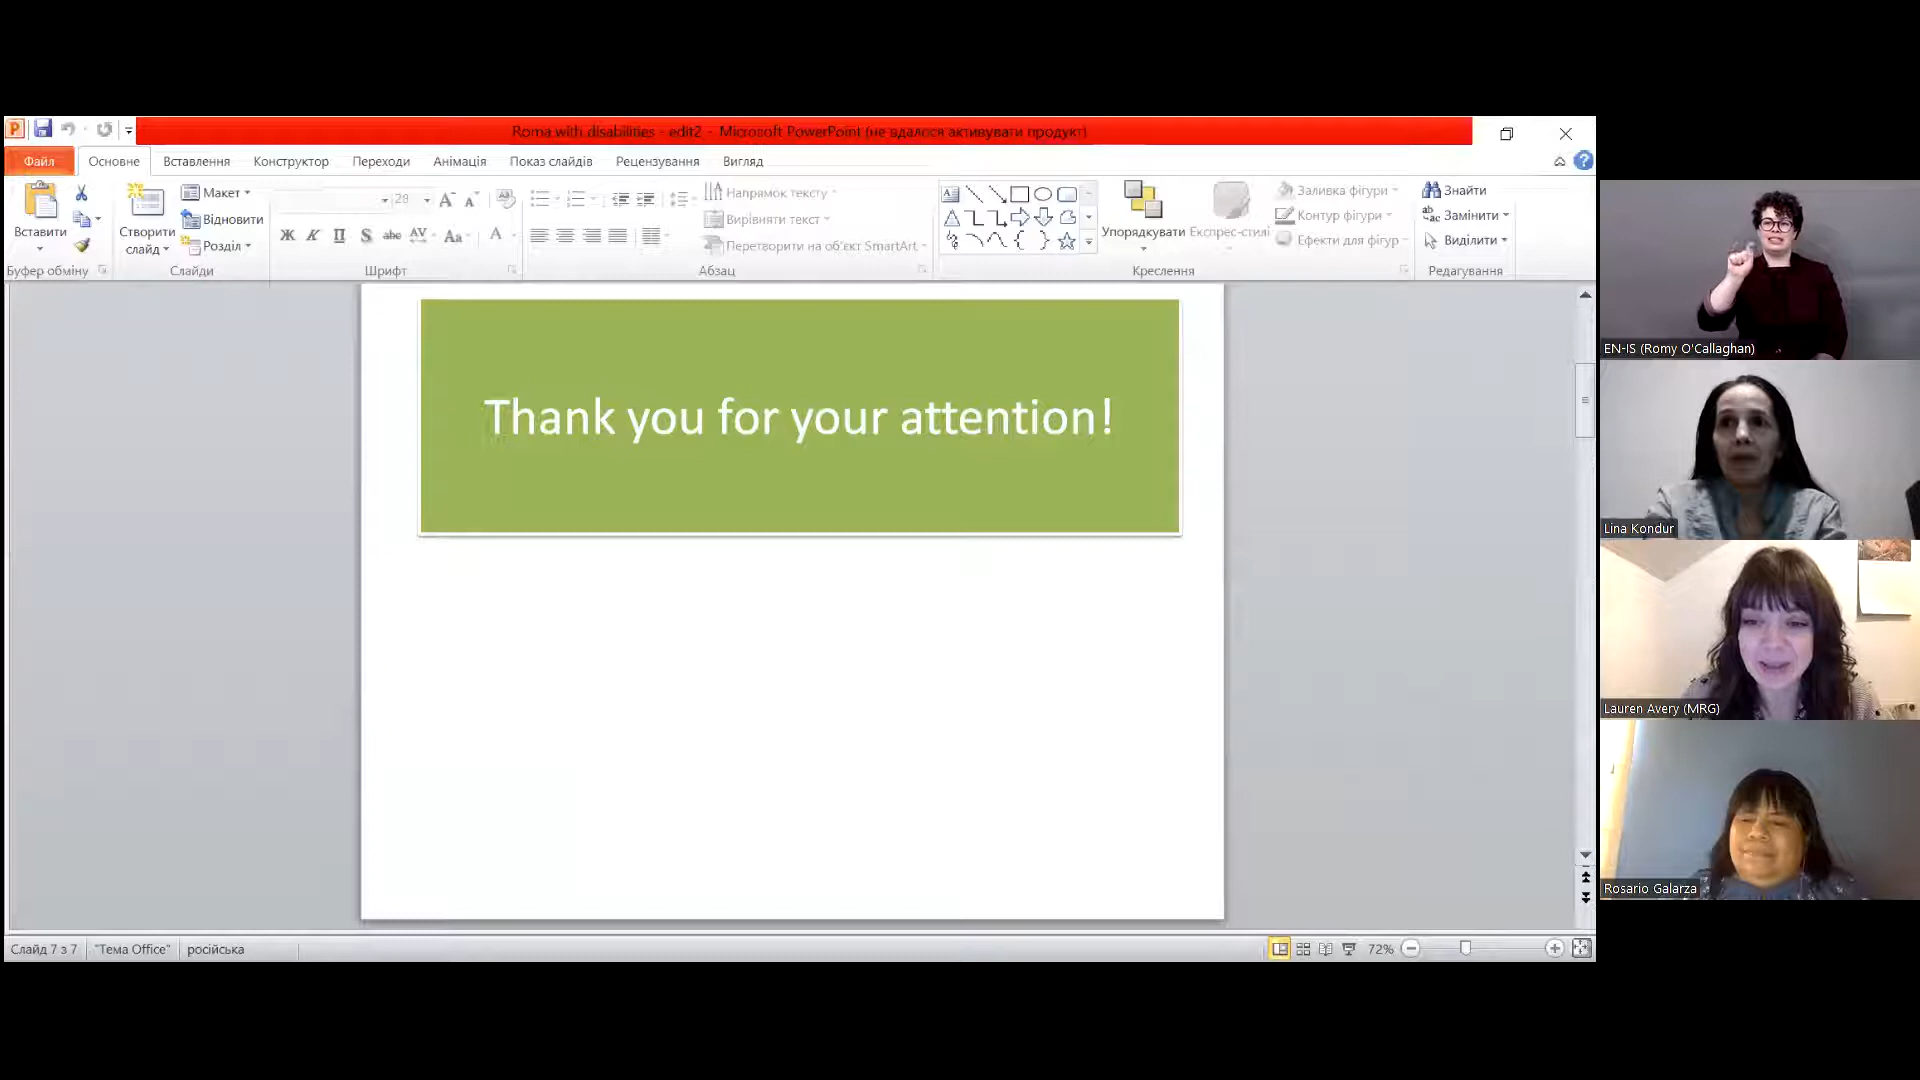 Roma with disabilities - edit2 - Microsoft PowerPoint (не вдалося активувати продукт)
Файл Основне Вставлення Конструктор Переходи Анімація Показ слайдів Рецензування Вигляд
Вставити
Буфер обміну
Створити слайд
Макет
Відновити
Розділ
Слайди
28
Ж К П S abc AV Aa A
Шрифт
Напрямок тексту
Вирівняти текст
Перетворити на об'єкт SmartArt
Абзац
Упорядкувати
Експрес-стилі
Заливка фігури
Контур фігури
Ефекти для фігур
Креслення
Знайти
Замінити
Виділити
Редагування
Thank you for your attention!
Слайд 7 з 7 "Тема Office" російська 72%
EN-IS (Romy O'Callaghan)
Lina Kondur
Lauren Avery (MRG)
Rosario Galarza